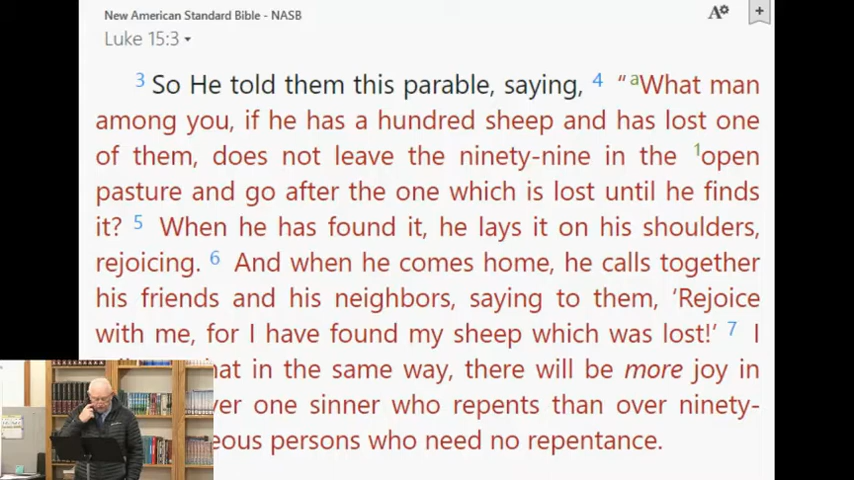 New American Standard Bible - NASB
Luke 15:3
3 So He told them this parable, saying, 4 “aWhat man
among you, if he has a hundred sheep and has lost one
of them, does not leave the ninety-nine in the 1open
pasture and go after the one which is lost until he finds
it? 5 When he has found it, he lays it on his shoulders,
rejoicing. 6 And when he comes home, he calls together
his friends and his neighbors, saying to them, ‘Rejoice
with me, for I have found my sheep which was lost!’ 7 I
in the same way, there will be more joy in
one sinner who repents than over ninety-
persons who need no repentance.